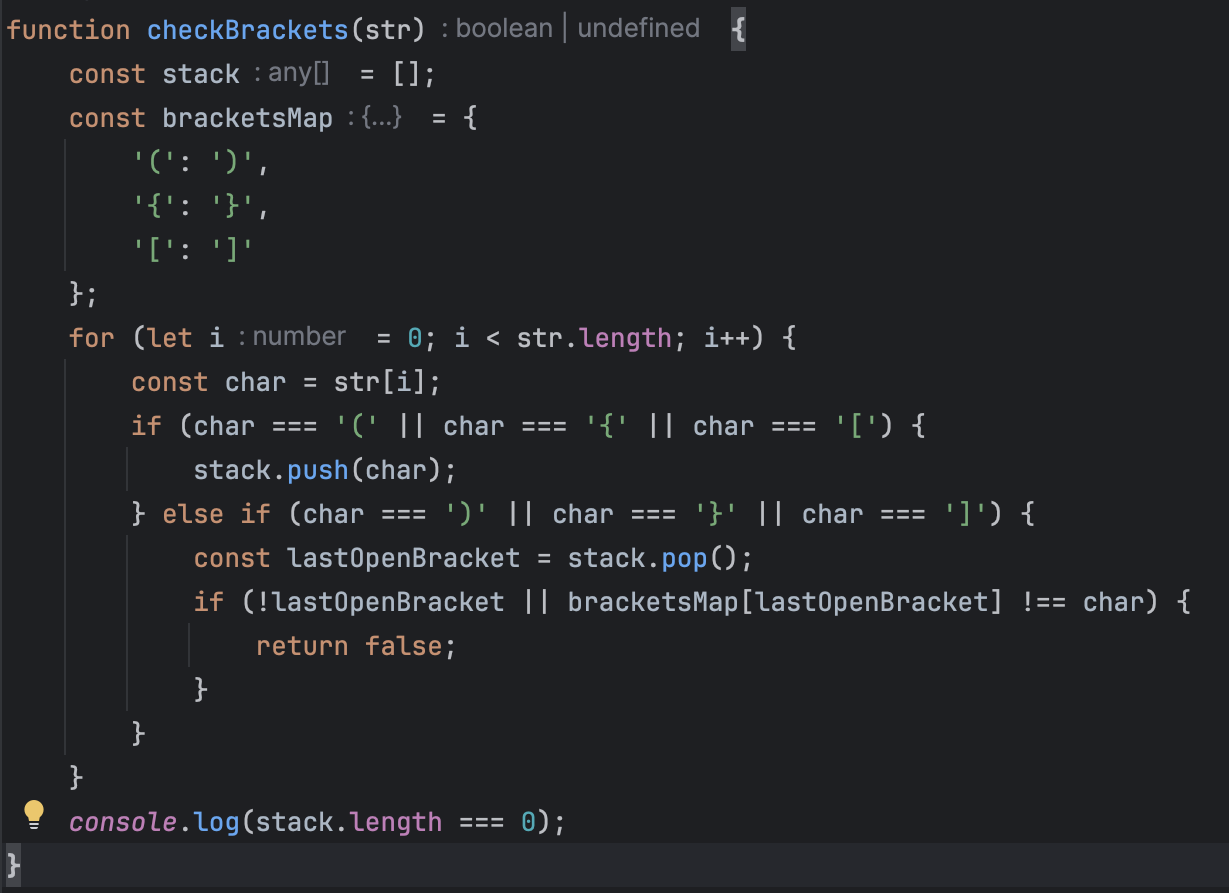 function checkBrackets(str) : boolean | undefined {
    const stack : any[] = [];
    const bracketsMap : {...} = {
        '(': ')',
        '{': '}',
        '[': ']'
    };
    for (let i : number = 0; i < str.length; i++) {
        const char = str[i];
        if (char === '(' || char === '{' || char === '[') {
            stack.push(char);
        } else if (char === ')' || char === '}' || char === ']') {
            const lastOpenBracket = stack.pop();
            if (!lastOpenBracket || bracketsMap[lastOpenBracket] !== char) {
                return false;
            }
        }
    }
    console.log(stack.length === 0);
}